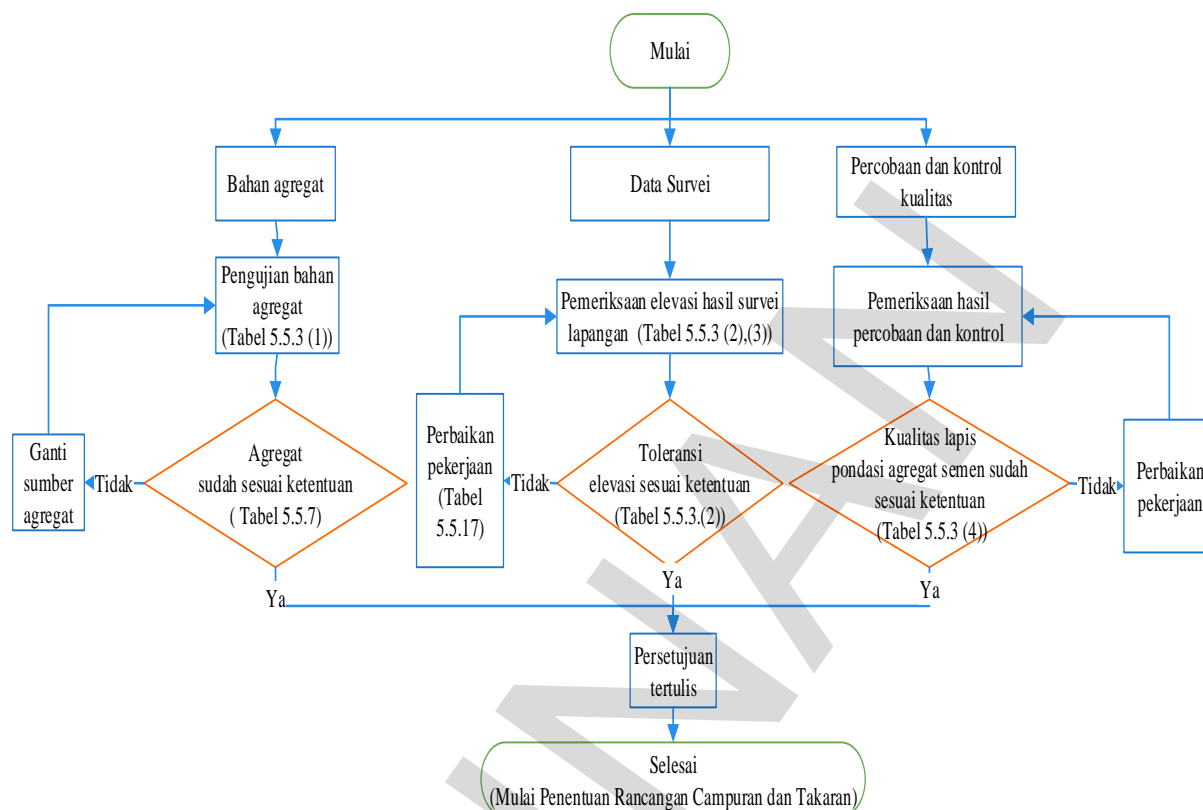 Mulai
Bahan agregat
Data Survei
Percobaan dan kontrol
kualitas
Pengujian bahan
agregat
(Tabel 5.5.3 (1))
Pemeriksaan elevasi hasil survei
lapangan (Tabel 5.5.3 (2),(3))
Pemeriksaan hasil
percobaan dan kontrol
Ganti
sumber
agregat
Tidak
Agregat
sudah sesuai ketentuan
( Tabel 5.5.7)
Perbaikan
pekerjaan
(Tabel
5.5.17)
Tidak
Toleransi
elevasi sesuai ketentuan
(Tabel 5.5.3.(2))
Kualitas lapis
pondasi agregat semen sudah
sesuai ketentuan
(Tabel 5.5.3 (4))
Tidak
Perbaikan
pekerjaan
Ya
Ya
Ya
Persetujuan
tertulis
Selesai
(Mulai Penentuan Rancangan Campuran dan Takaran)